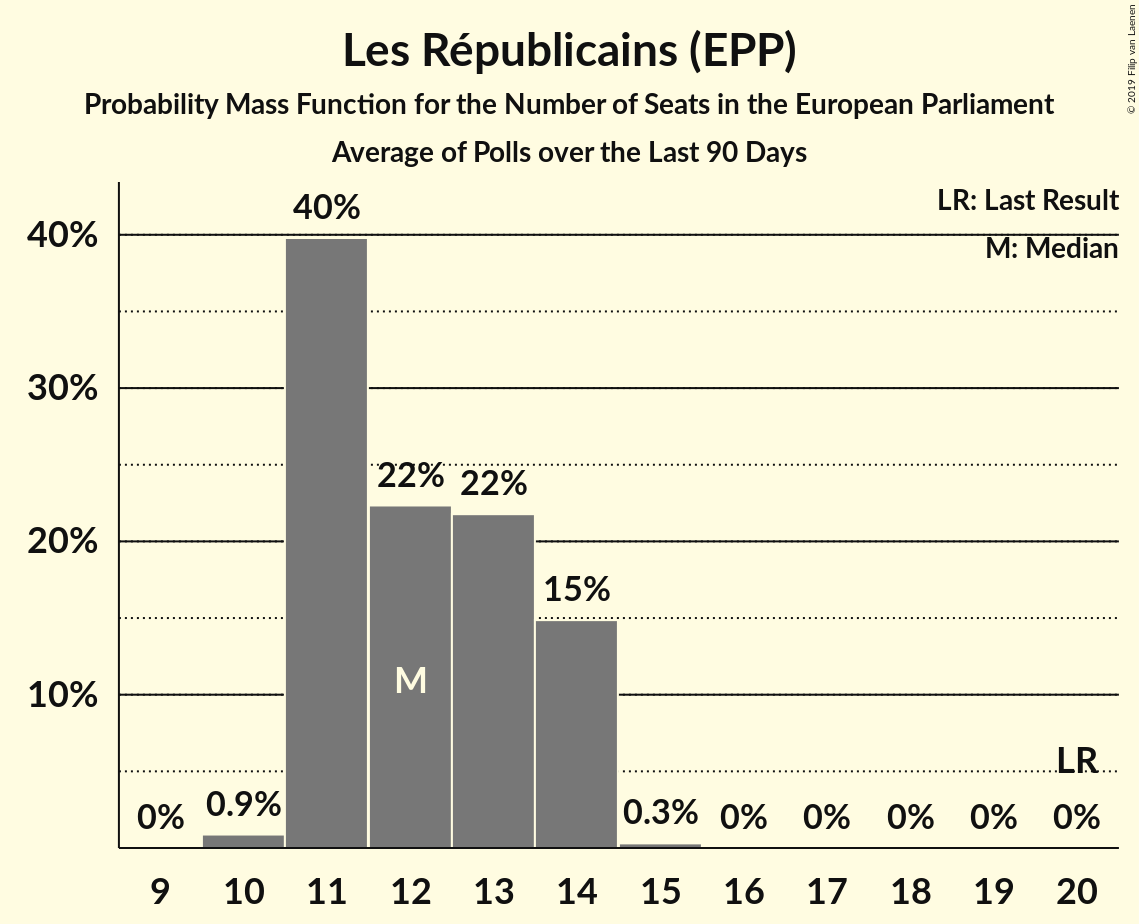 Les Républicains (EPP)
Probability Mass Function for the Number of Seats in the European Parliament
Average of Polls over the Last 90 Days
© 2019 Filip van Laenen
LR: Last Result
M: Median
40%
30%
20%
10%
0%
0.9%
40%
22%
22%
15%
0.3%
0%
0%
0%
0%
0%
M
LR
9 10 11 12 13 14 15 16 17 18 19 20